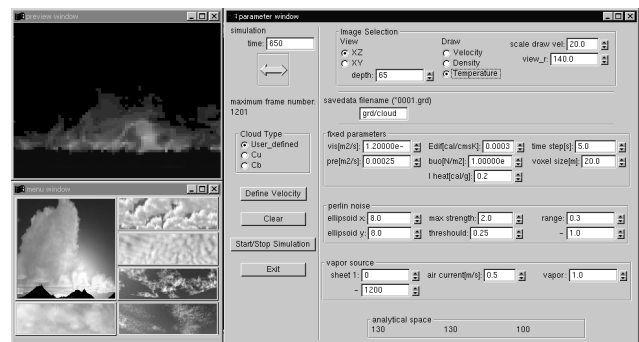 preview window
menu window
parameter window
simulation
time: 650
maximum frame number:
1201
Cloud Type
User_defined
Cu
Cb
Define Velocity
Clear
Start/Stop Simulation
Exit
Image Selection
View
XZ
XY
depth: 65
Draw
Velocity
Density
Temperature
scale draw vel: 20.0
view_r: 140.0
savedata filename (*0001.grd)
grd/cloud
fixed parameters
vis[m2/s]: 1.20000e- Edif[cal/cmsK]: 0.0003 time step[s]: 5.0
pre[m2/s]: 0.00025 buo[N/m2]: 1.00000e voxel size[m]: 20.0
l heat[cal/g]: 0.2
perlin noise
ellipsoid x: 8.0 max strength: 2.0 range: 0.3
ellipsoid y: 8.0 threshould: 0.25 - 1.0
vapor source
sheet 1: 0 air current[m/s]: 0.5 vapor: 1.0
- 1200
analytical space
130 130 100